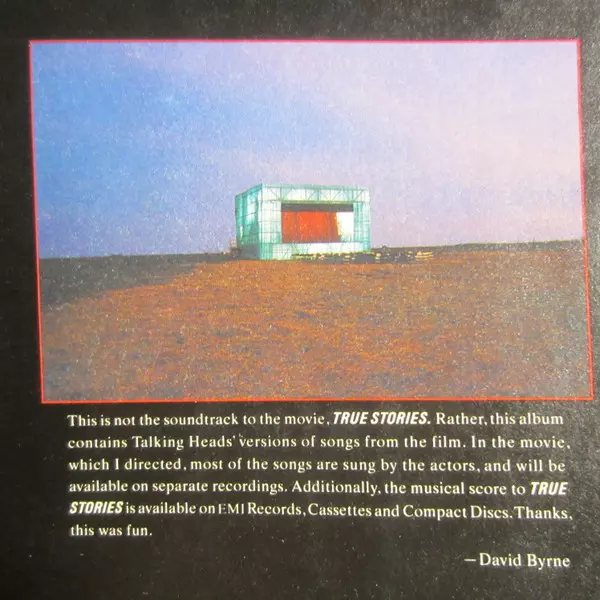 This is not the soundtrack to the movie, TRUE STORIES. Rather, this album
contains Talking Heads' versions of songs from the film. In the movie,
which I directed, most of the songs are sung by the actors, and will be
available on separate recordings. Additionally, the musical score to TRUE
STORIES is available on EMI Records, Cassettes and Compact Discs. Thanks,
this was fun.
—David Byrne